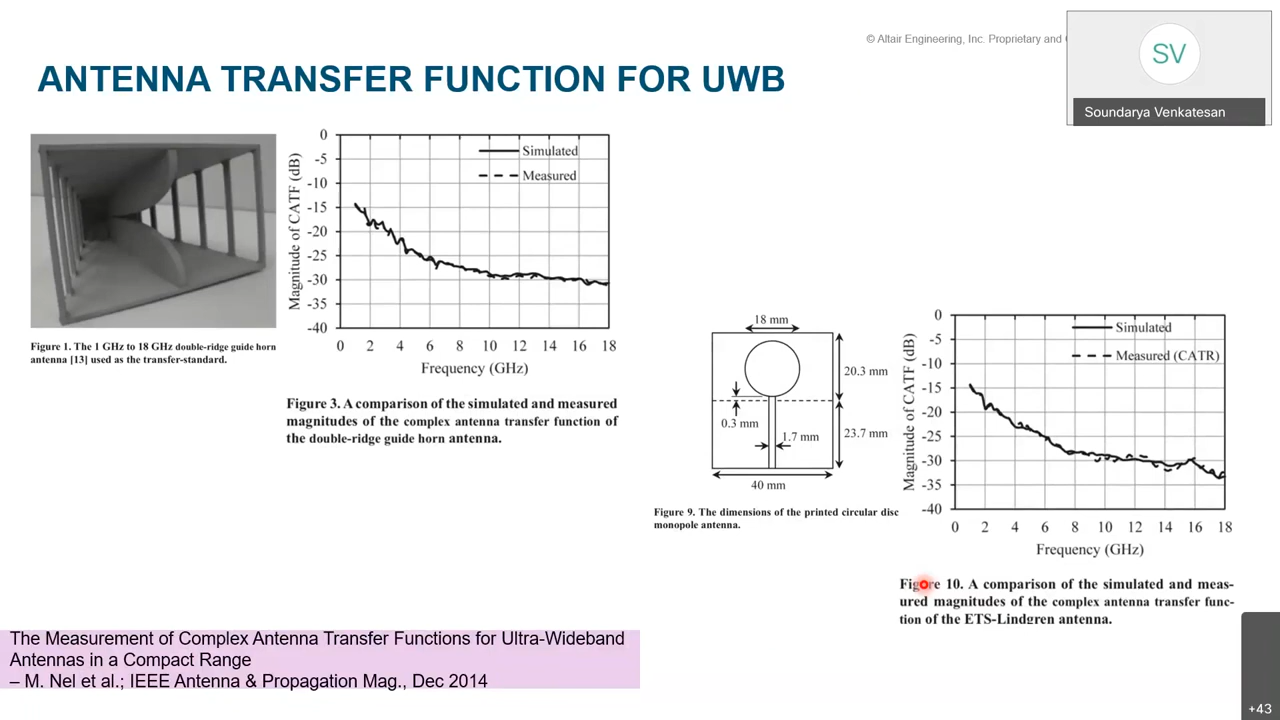 © Altair Engineering, Inc. Proprietary and
SV
Soundarya Venkatesan
ANTENNA TRANSFER FUNCTION FOR UWB
Figure 1. The 1 GHz to 18 GHz double-ridge guide horn
antenna [13] used as the transfer-standard.
Magnitude of CATF (dB)
0
-5
-10
-15
-20
-25
-30
-35
-40
Simulated
Measured
0 2 4 6 8 10 12 14 16 18
Frequency (GHz)
Figure 3. A comparison of the simulated and measured
magnitudes of the complex antenna transfer function of
the double-ridge guide horn antenna.
18 mm
20.3 mm
0.3 mm
1.7 mm
23.7 mm
40 mm
Figure 9. The dimensions of the printed circular disc
monopole antenna.
Magnitude of CATF (dB)
0
-5
-10
-15
-20
-25
-30
-35
-40
Simulated
Measured (CATR)
0 2 4 6 8 10 12 14 16 18
Frequency (GHz)
Figure 10. A comparison of the simulated and meas-
ured magnitudes of the complex antenna transfer func-
tion of the ETS-Lindgren antenna.
The Measurement of Complex Antenna Transfer Functions for Ultra-Wideband
Antennas in a Compact Range
– M. Nel et al.; IEEE Antenna & Propagation Mag., Dec 2014
+43